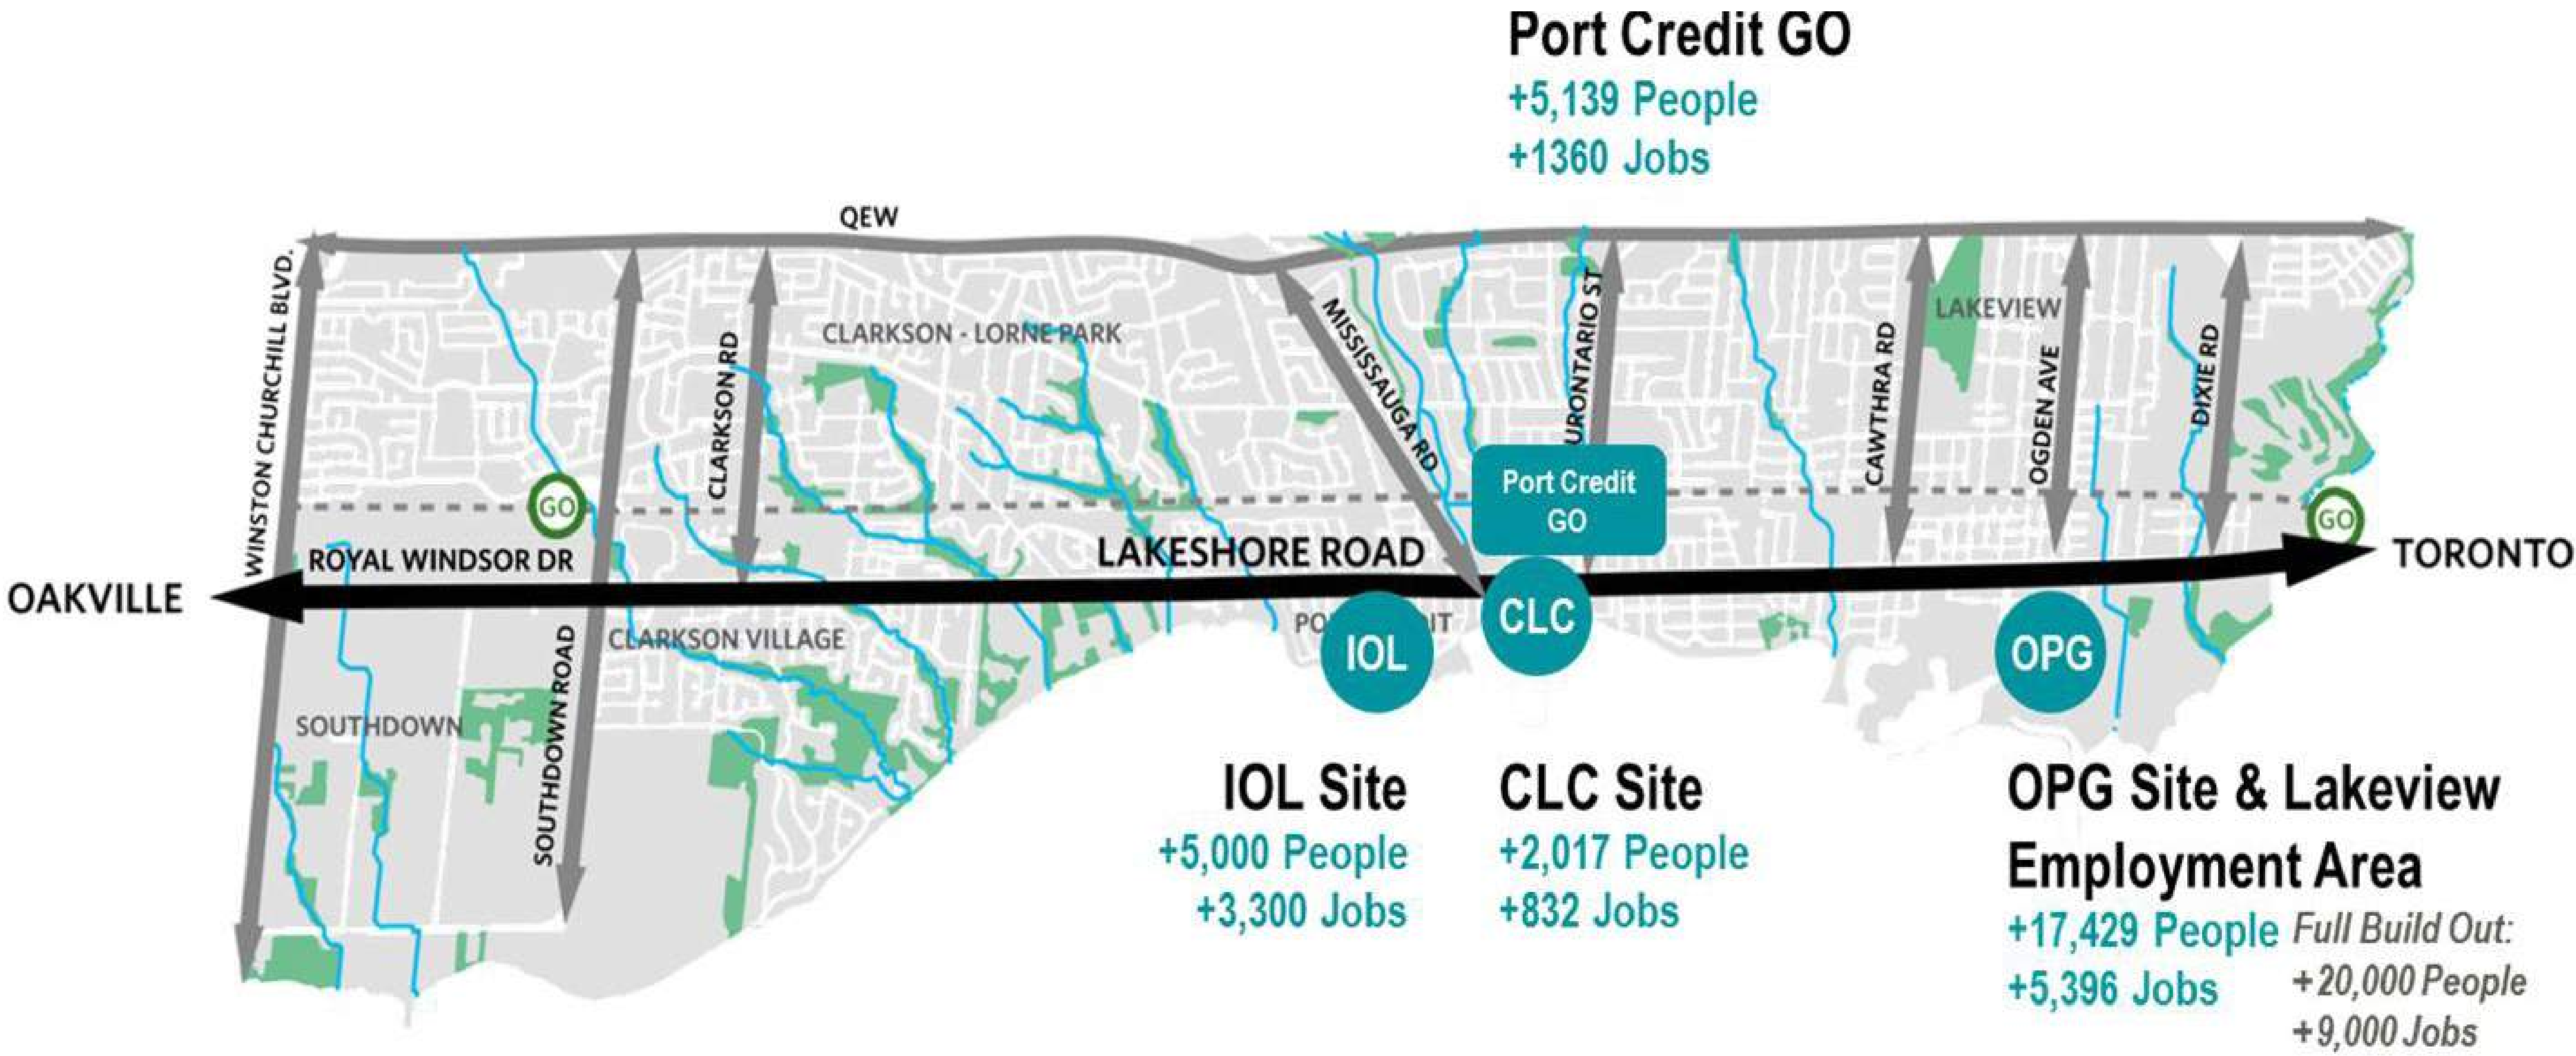 Port Credit GO
+5,139 People
+1360 Jobs
QEW
WINSTON CHURCHILL BLVD.
CLARKSON RD
CLARKSON - LORNE PARK
MISSISSAUGA RD
URONTARIO ST
CAWTHRA RD
LAKEVIEW
OGDEN AVE
DIXIE RD
GO
Port Credit
GO
GO
ROYAL WINDSOR DR
LAKESHORE ROAD
OAKVILLE
TORONTO
CLARKSON VILLAGE
PO
IT
IOL
CLC
OPG
SOUTHDOWN
SOUTHDOWN ROAD
IOL Site
+5,000 People
+3,300 Jobs
CLC Site
+2,017 People
+832 Jobs
OPG Site & Lakeview
Employment Area
+17,429 People
+5,396 Jobs
Full Build Out:
+20,000 People
+9,000 Jobs